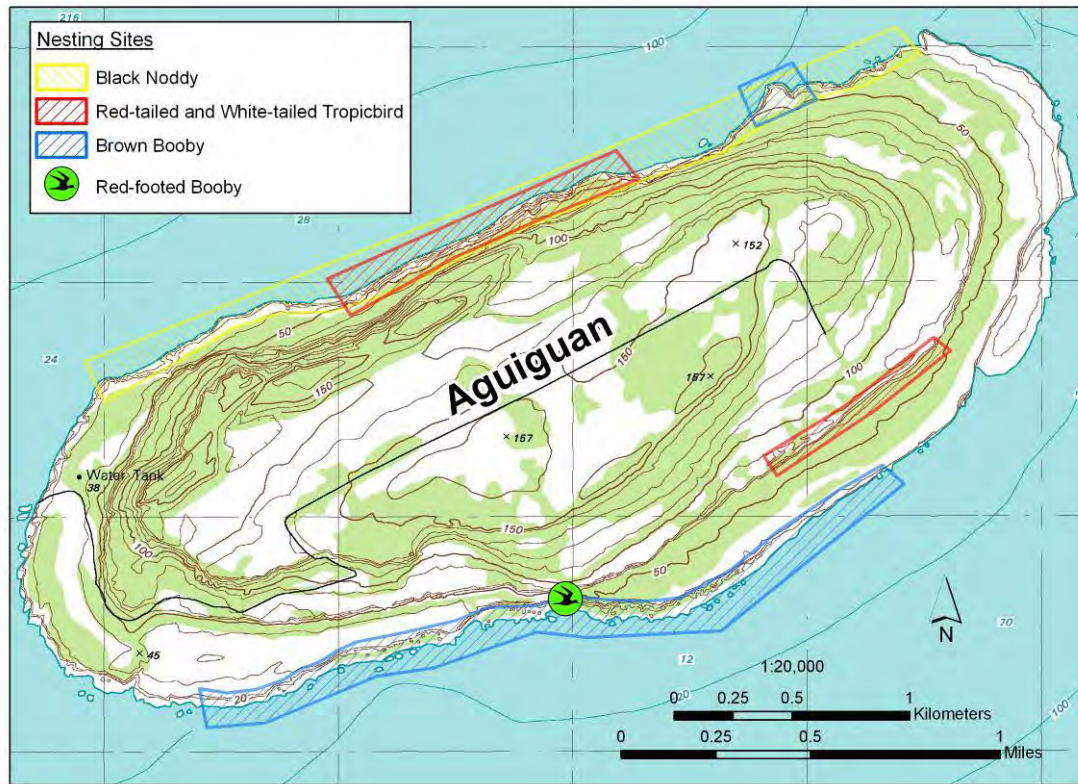 216
100
Nesting Sites
Black Noddy
Red-tailed and White-tailed Tropicbird
Brown Booby
Red-footed Booby
50
28
100
152
24
50
150
Aguiguan
150
100
157
157
Water Tank
38
150
100
50
N
70
45
20
12
20
100
1:20,000
0 0.25 0.5 1
Kilometers
0 0.25 0.5 1
Miles